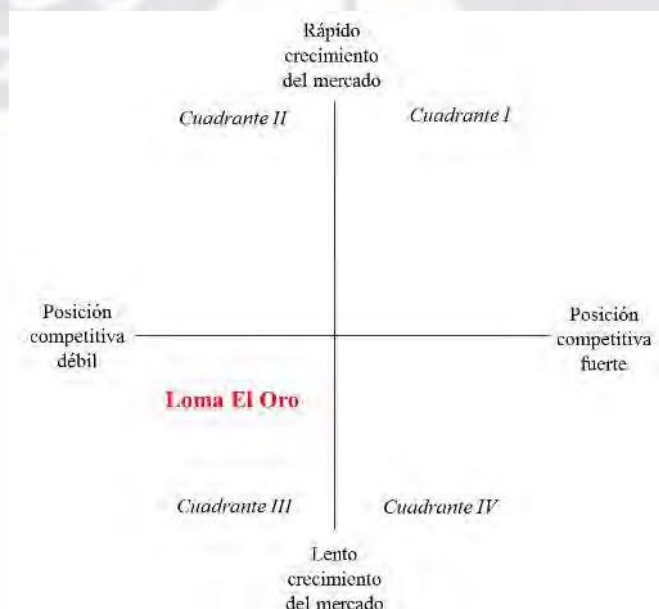 Rápido
crecimiento
del mercado
Cuadrante II
Cuadrante I
Posición
competitiva
débil
Posición
competitiva
fuerte
Loma El Oro
Cuadrante III
Cuadrante IV
Lento
crecimiento
del mercado